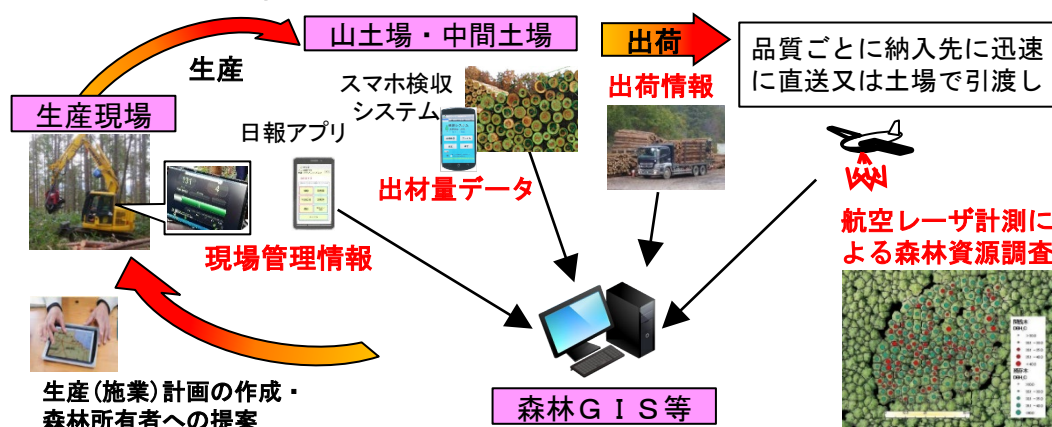 山土場・中間土場
出荷
品質ごとに納入先に迅速
に直送又は土場で引渡し
生産
スマホ検収
システム
出荷情報
生産現場
日報アプリ
出材量データ
現場管理情報
航空レーザ計測に
よる森林資源調査
生産(施業)計画の作成・
森林所有者への提案
森林ＧＩＳ等